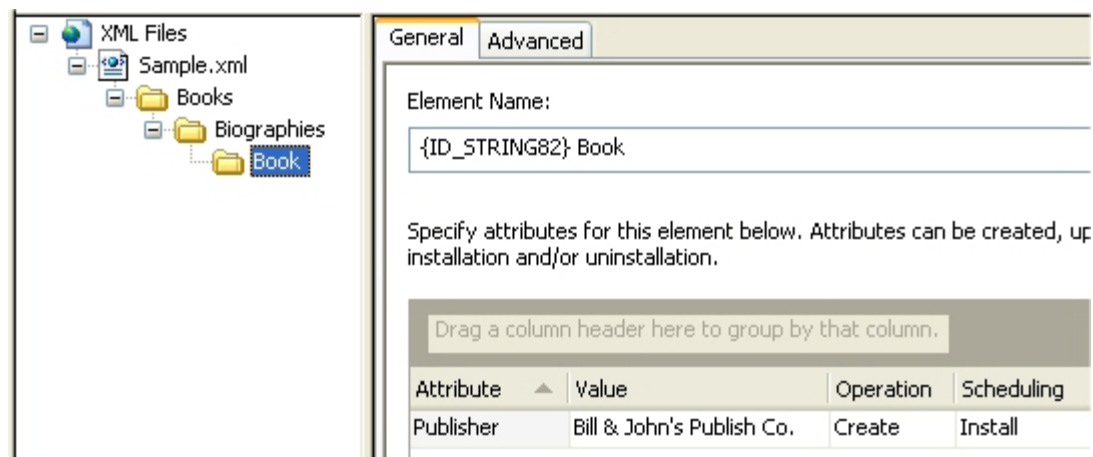 XML Files
Sample.xml
Books
Biographies
Book
General Advanced
Element Name:
{ID_STRING82} Book
Specify attributes for this element below. Attributes can be created, up
installation and/or uninstallation.
Drag a column header here to group by that column.
Attribute Value Operation Scheduling
Publisher Bill & John's Publish Co. Create Install